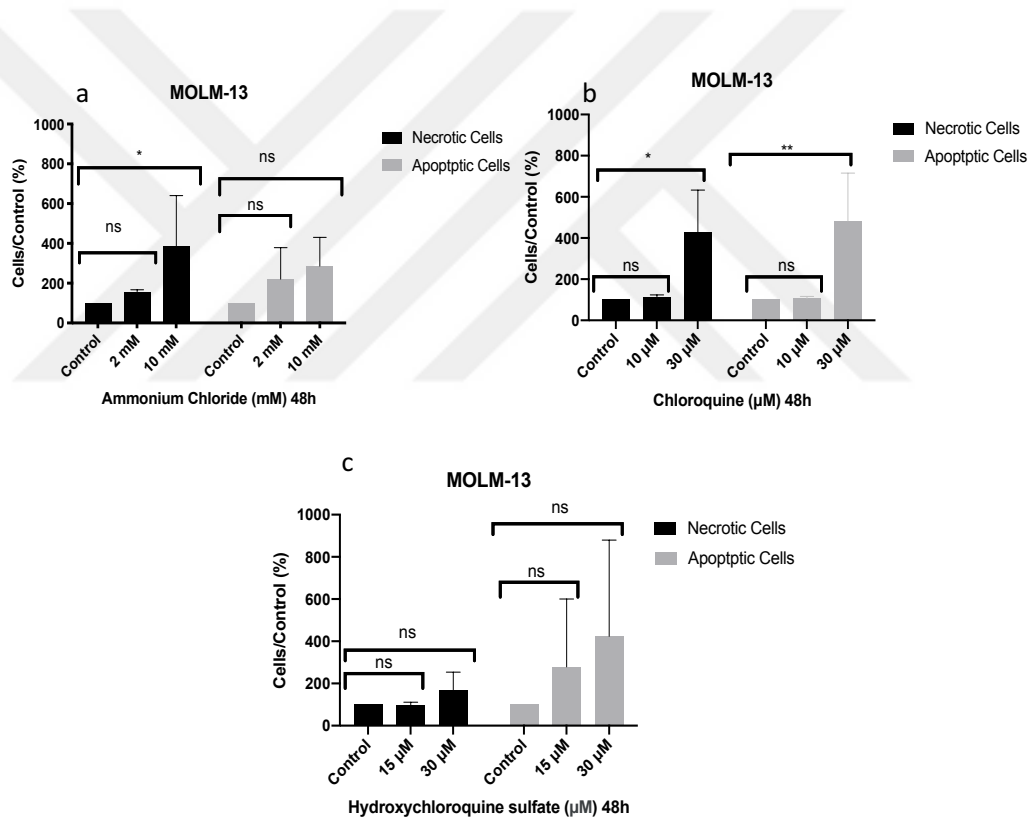 a
MOLM-13
1000
800
600
400
200
0
Cells/Control (%)
*
ns
ns
ns
Necrotic Cells
Apoptptic Cells
Control
2 mM
10 mM
Control
2 mM
10 mM
Ammonium Chloride (mM) 48h
b
MOLM-13
1000
800
600
400
200
0
Cells/Control (%)
*
**
ns
ns
Necrotic Cells
Apoptptic Cells
Control
10 µM
30 µM
Control
10 µM
30 µM
Chloroquine (µM) 48h
c
MOLM-13
1000
800
600
400
200
0
Cells/Control (%)
ns
ns
ns
ns
Necrotic Cells
Apoptptic Cells
Control
15 µM
30 µM
Control
15 µM
30 µM
Hydroxychloroquine sulfate (µM) 48h